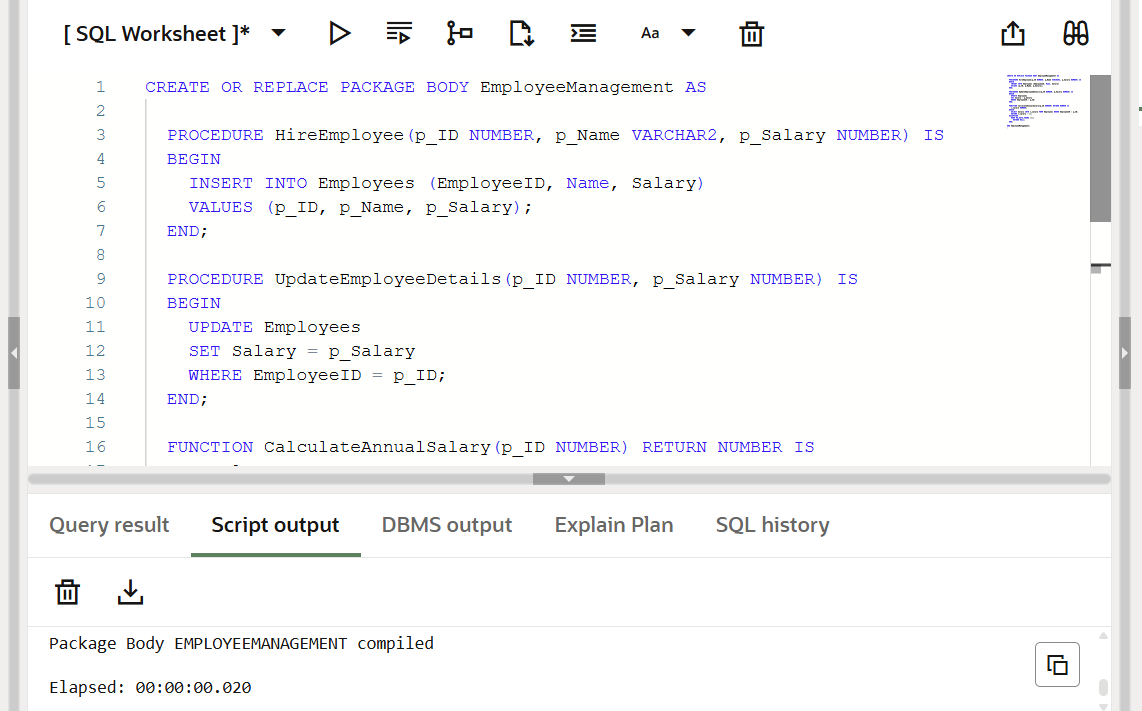 [ SQL Worksheet ]*
Aa
1 CREATE OR REPLACE PACKAGE BODY EmployeeManagement AS
2
3 PROCEDURE HireEmployee(p_ID NUMBER, p_Name VARCHAR2, p_Salary NUMBER) IS
4 BEGIN
5 INSERT INTO Employees (EmployeeID, Name, Salary)
6 VALUES (p_ID, p_Name, p_Salary);
7 END;
8
9 PROCEDURE UpdateEmployeeDetails(p_ID NUMBER, p_Salary NUMBER) IS
10 BEGIN
11 UPDATE Employees
12 SET Salary = p_Salary
13 WHERE EmployeeID = p_ID;
14 END;
15
16 FUNCTION CalculateAnnualSalary(p_ID NUMBER) RETURN NUMBER IS
Query result Script output DBMS output Explain Plan SQL history
Package Body EMPLOYEEMANAGEMENT compiled
Elapsed: 00:00:00.020